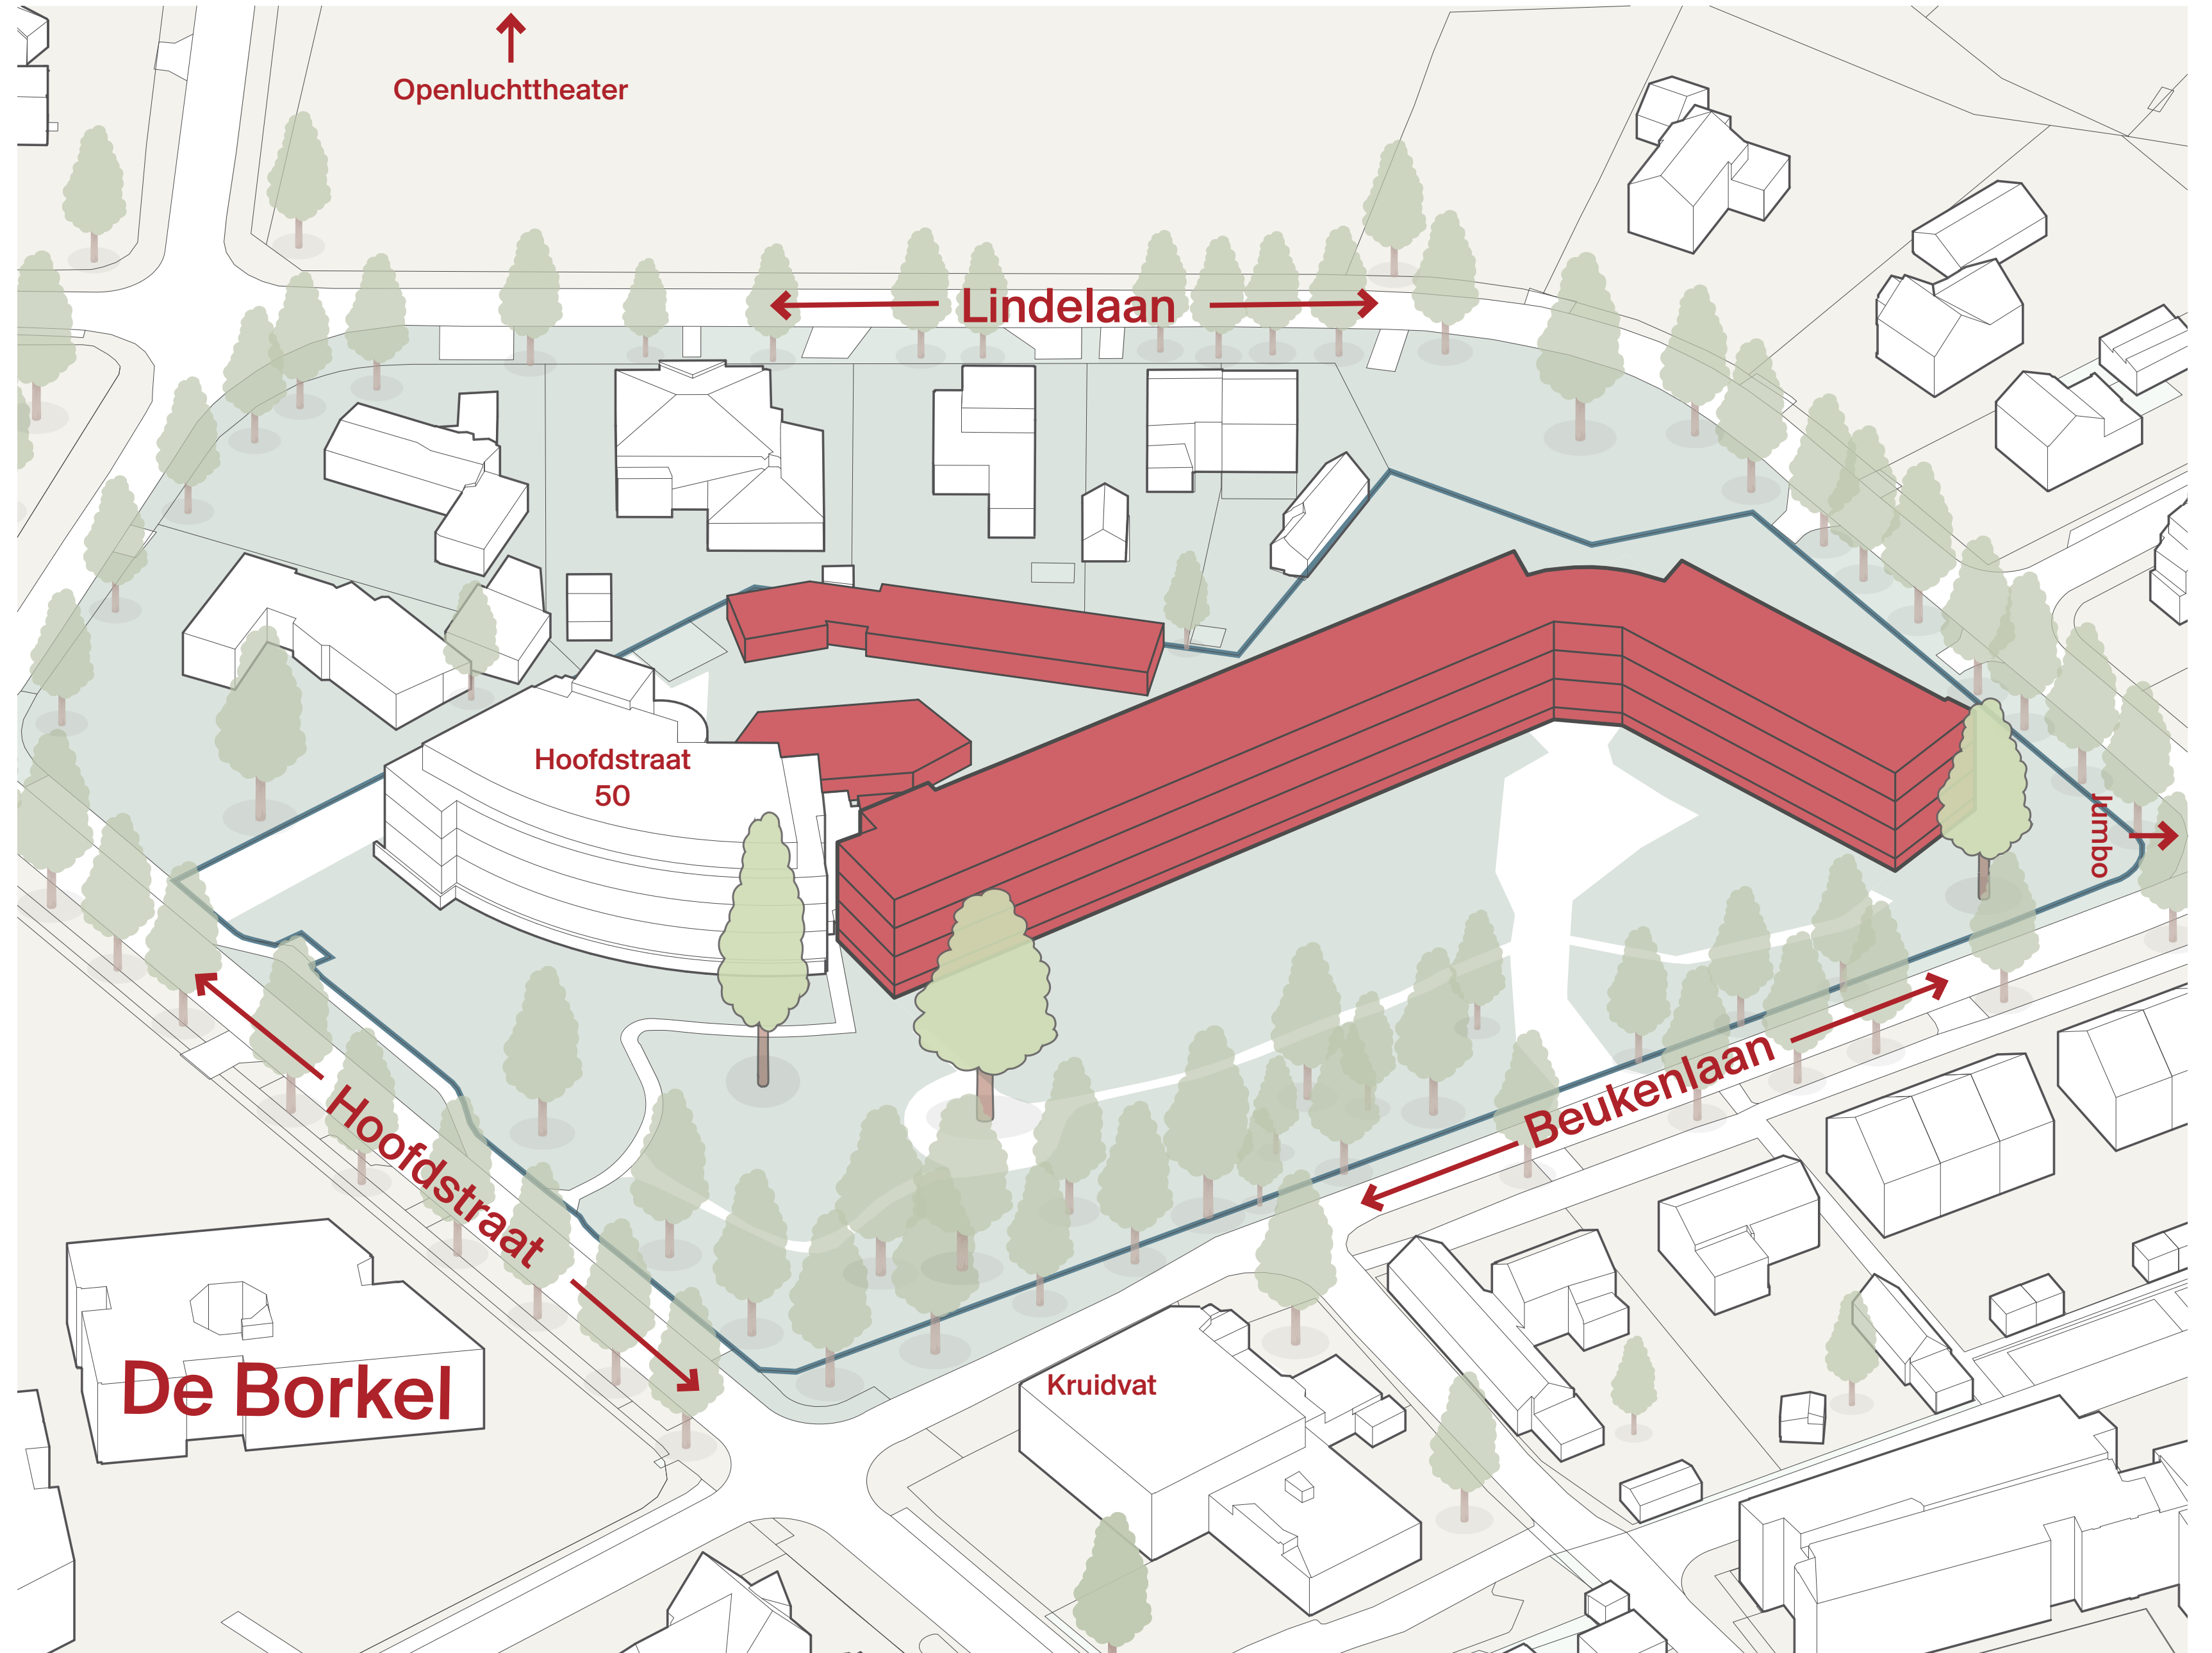 Openluchttheater
Lindelaan
Hoofdstraat
50
Jumbo
Beukenlaan
Hoofdstraat
De Borkel
Kruidvat